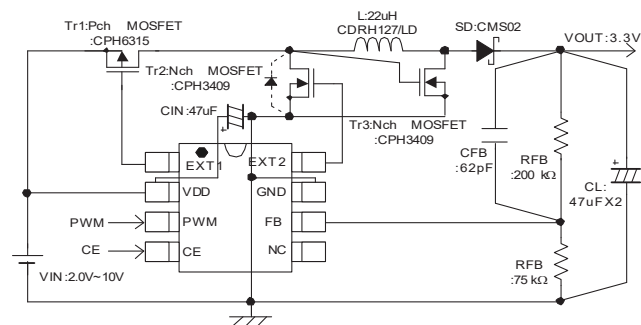 Tr1:Pch MOSFET
:CPH6315
L:22uH
CDRH127/LD
SD:CMS02
VOUT:3.3V
Tr2:Nch MOSFET
:CPH3409
CIN:47uF
+
Tr3:Nch MOSFET
:CPH3409
CFB
:62pF
RFB
:200 kΩ
+
CL:
47uFX2
EXT1
EXT2
VDD
GND
PWM
PWM
FB
CE
CE
NC
VIN:2.0V~10V
RFB
:75 kΩ